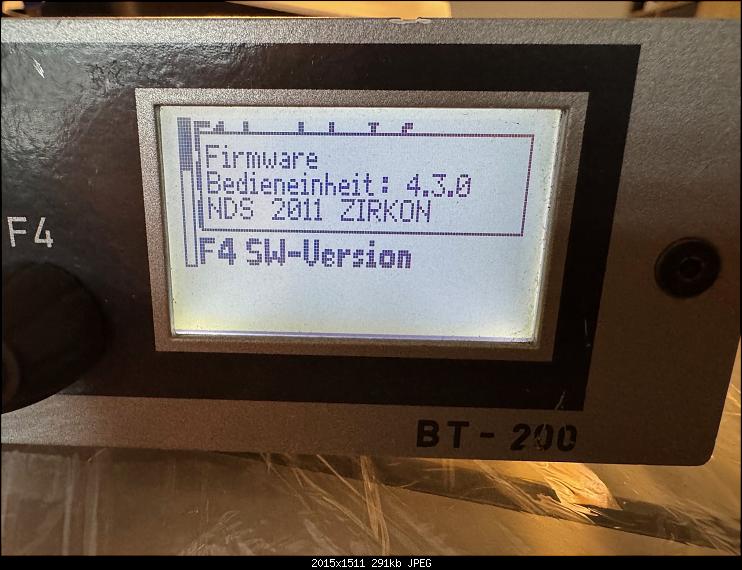 Firmware
Bedieneinheit: 4.3.0
NDS 2011 ZIRKON
F4 SW-Version
F4
BT-200
2015x1511 291kb JPEG